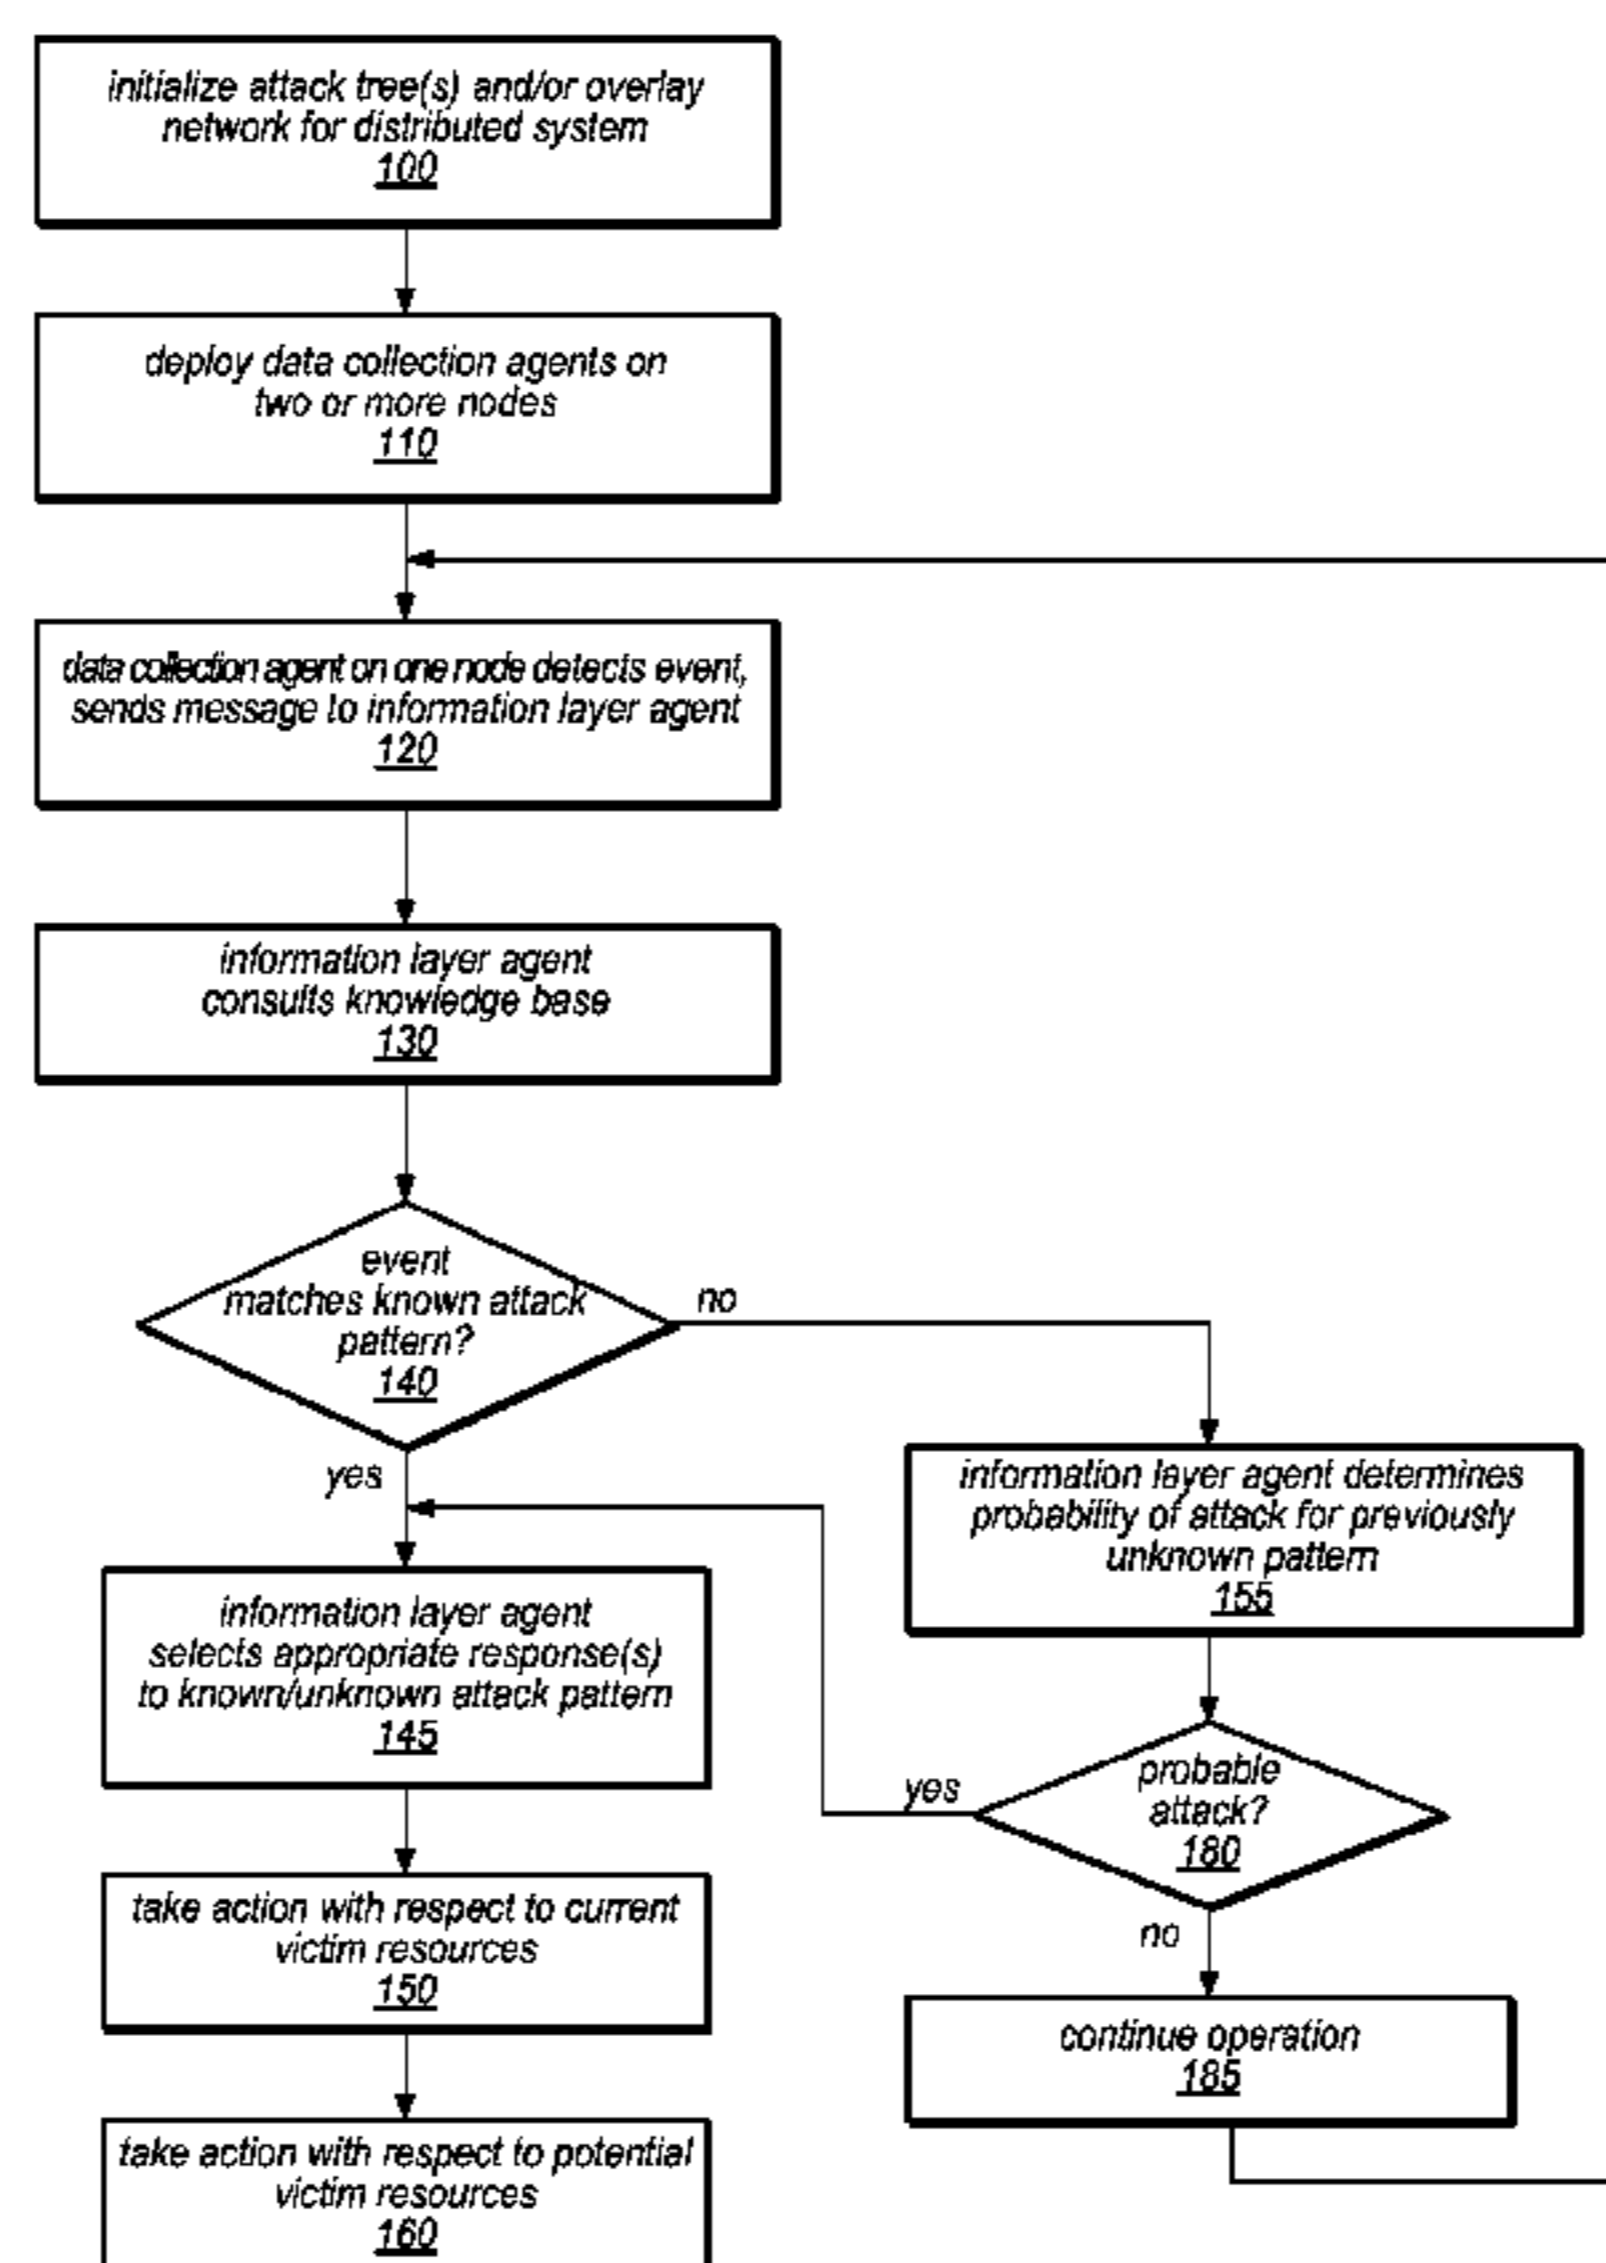 initialize attack tree(s) and/or overlay
network for distributed system
100
deploy data collection agents on
two or more nodes
110
data collection agent on one node detects event,
sends message to information layer agent
120
information layer agent
consults knowledge base
130
event
matches known attack
pattern?
140
no
yes
information layer agent determines
probability of attack for previously
unknown pattern
155
information layer agent
selects appropriate response(s)
to known/unknown attack pattern
145
probable
attack?
180
yes
no
take action with respect to current
victim resources
150
continue operation
185
take action with respect to potential
victim resources
160